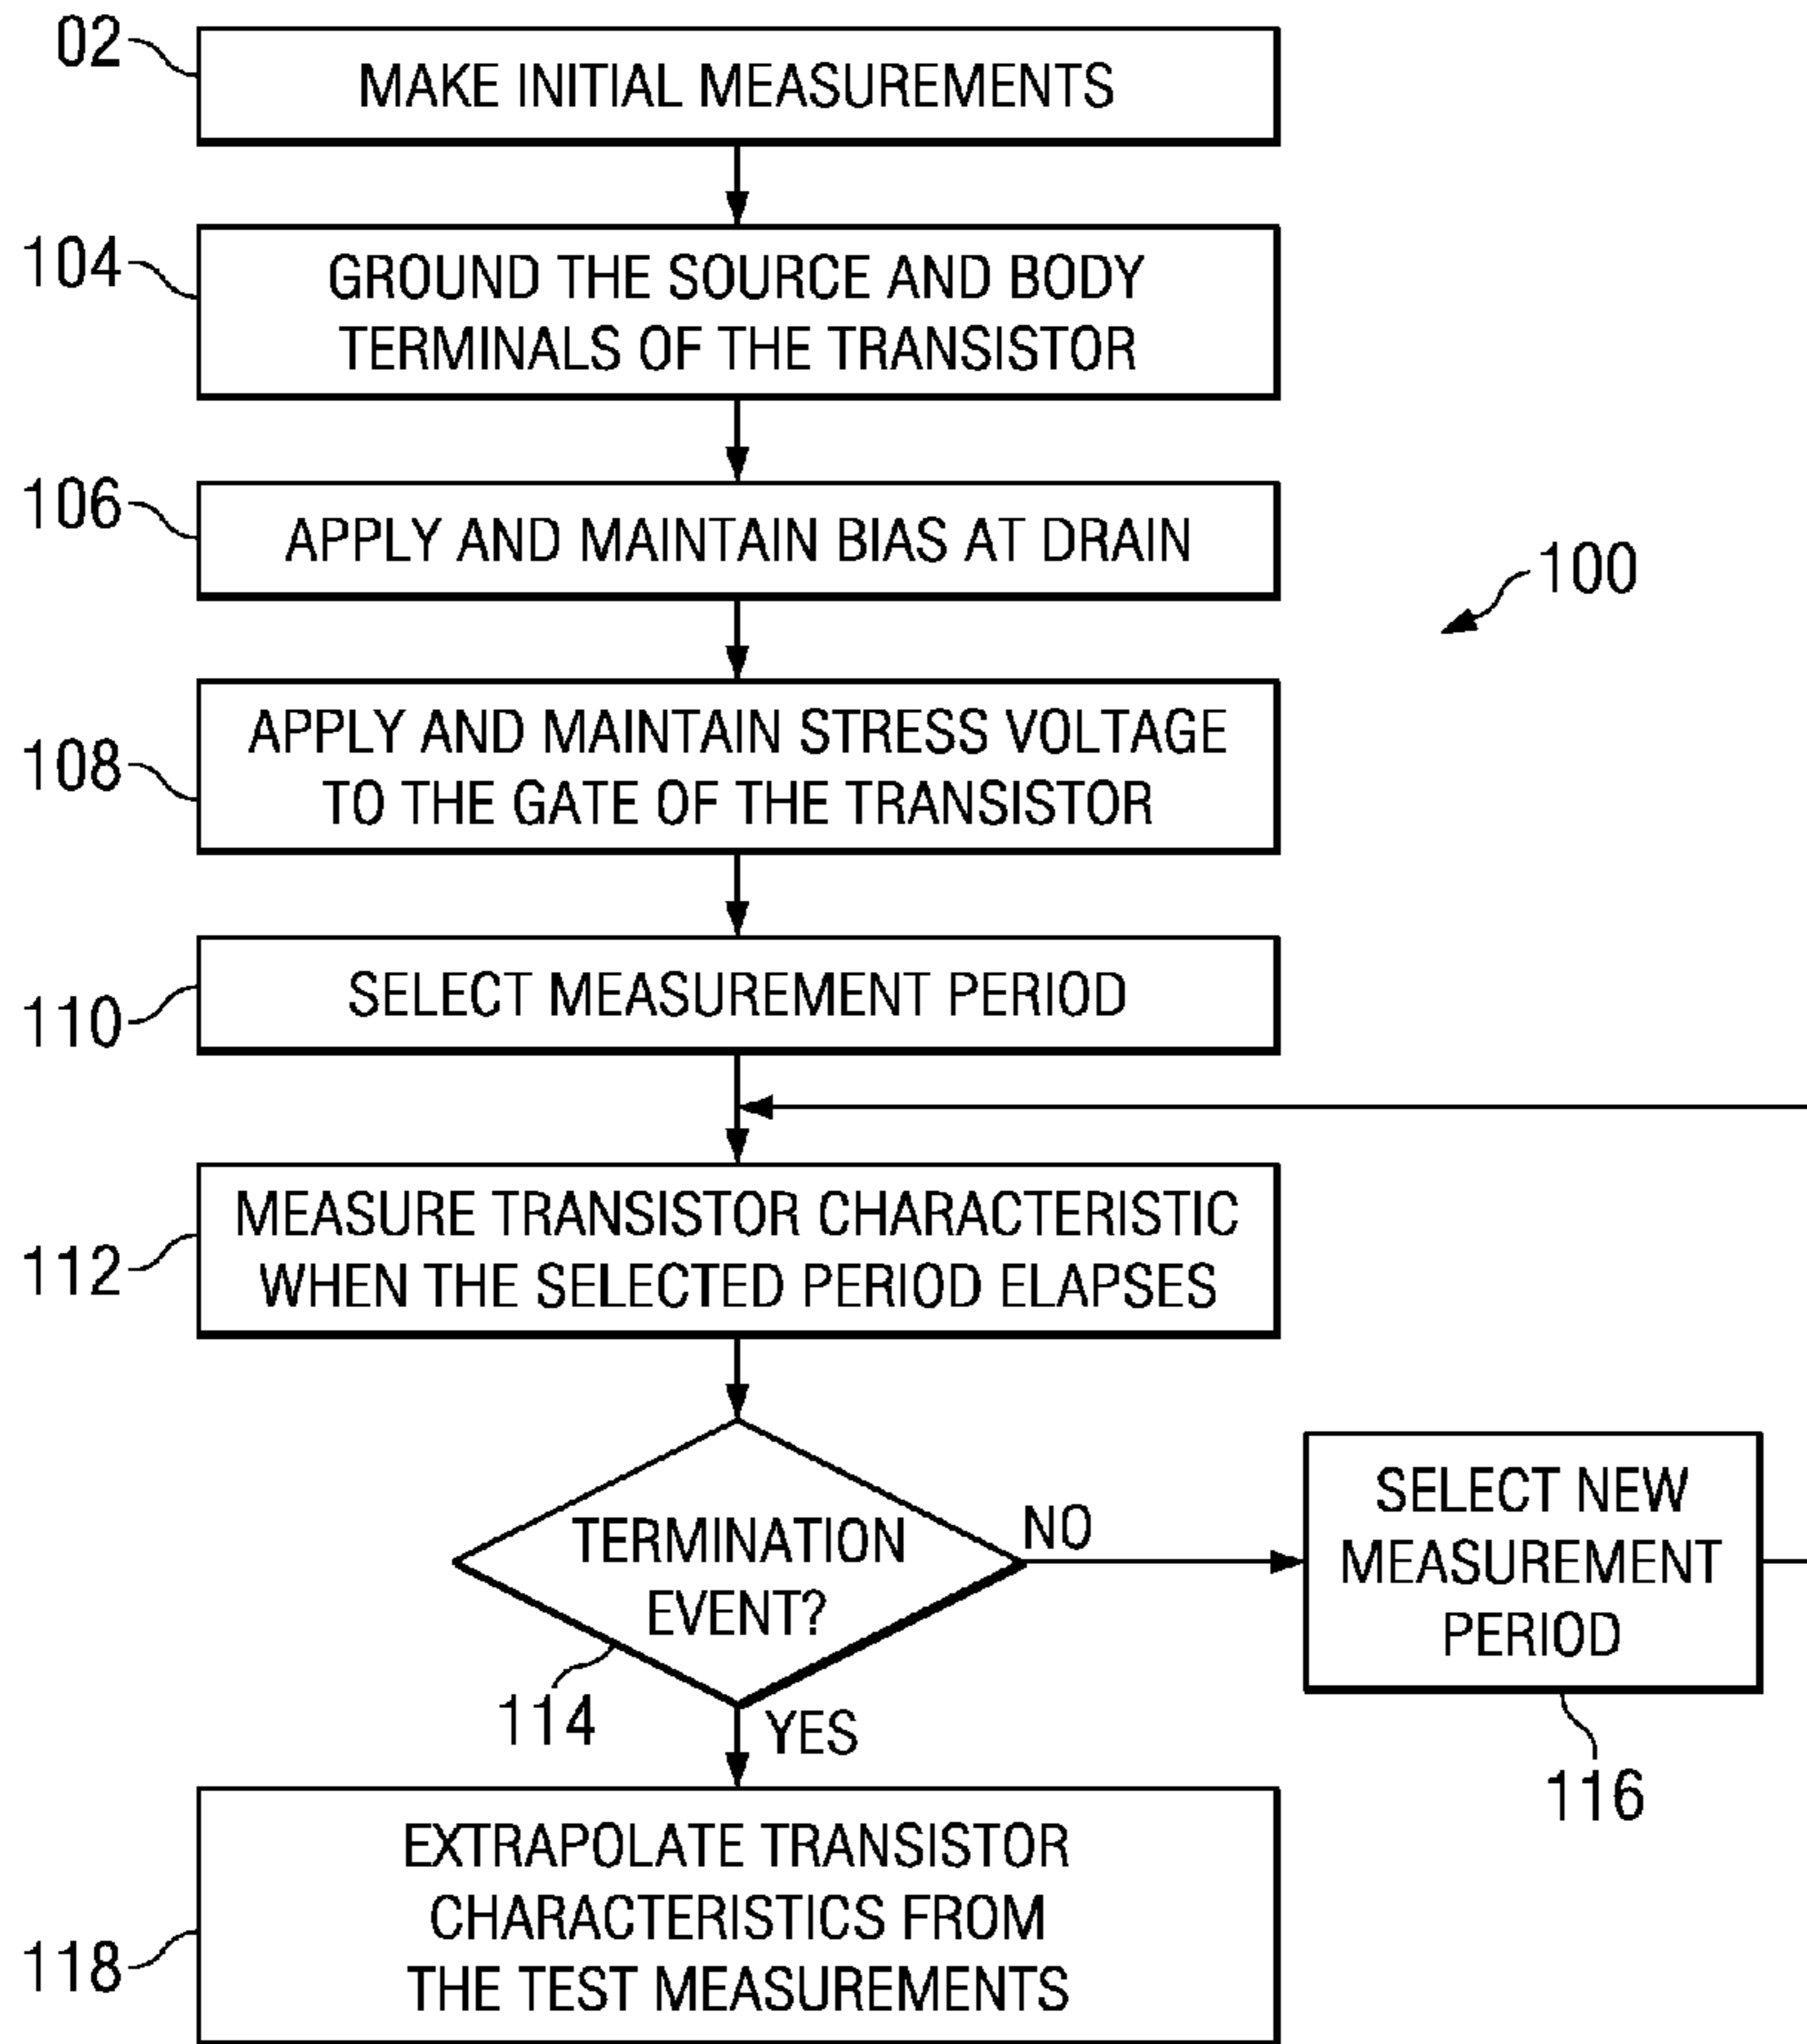 02
MAKE INITIAL MEASUREMENTS
104
GROUND THE SOURCE AND BODY
TERMINALS OF THE TRANSISTOR
106
APPLY AND MAINTAIN BIAS AT DRAIN
100
108
APPLY AND MAINTAIN STRESS VOLTAGE
TO THE GATE OF THE TRANSISTOR
110
SELECT MEASUREMENT PERIOD
112
MEASURE TRANSISTOR CHARACTERISTIC
WHEN THE SELECTED PERIOD ELAPSES
TERMINATION
EVENT?
114
NO
SELECT NEW
MEASUREMENT
PERIOD
116
YES
118
EXTRAPOLATE TRANSISTOR
CHARACTERISTICS FROM
THE TEST MEASUREMENTS